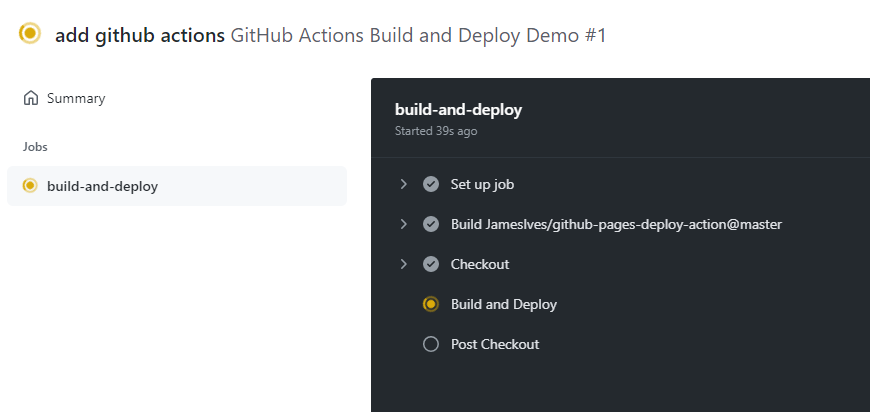 add github actions GitHub Actions Build and Deploy Demo #1
Summary
Jobs
build-and-deploy
build-and-deploy
Started 39s ago
Set up job
Build JamesIves/github-pages-deploy-action@master
Checkout
Build and Deploy
Post Checkout